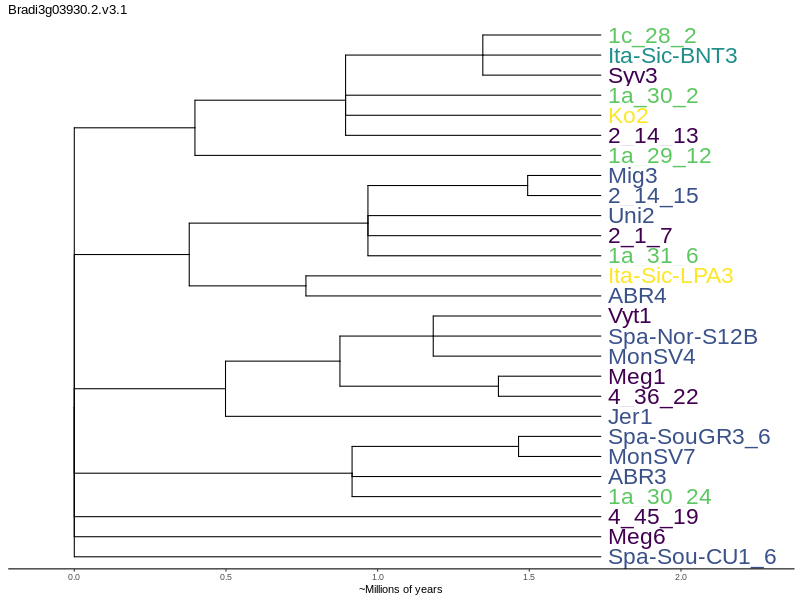 Bradi3g03930.2.v3.1
1c_28_2
Ita-Sic-BNT3
Syv3
1a_30_2
Ko2
2_14_13
1a_29_12
Mig3
2_14_15
Uni2
2_1_7
1a_31_6
Ita-Sic-LPA3
ABR4
Vyt1
Spa-Nor-S12B
MonSV4
Meg1
4_36_22
Jer1
Spa-SouGR3_6
MonSV7
ABR3
1a_30_24
4_45_19
Meg6
Spa-Sou-CU1_6
0.0 0.5 1.0 1.5 2.0
~Millions of years